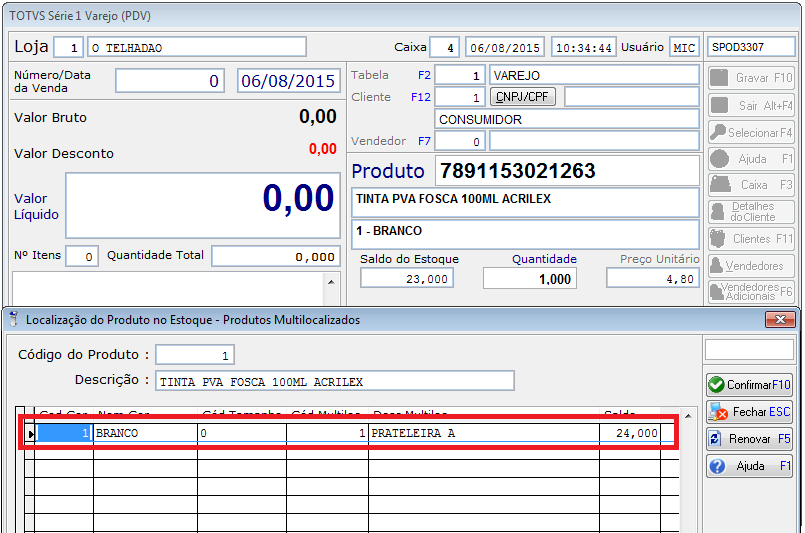 TOTVS Série 1 Varejo (PDV)
Loja 1 O TELHADAO Caixa 4 06/08/2015 10:34:44 Usuário MIC SPOD3307
Número/Data da Venda 0 06/08/2015
Tabela F2 1 VAREJO
Cliente F12 1 CNPJ/CPF
CONSUMIDOR
Vendedor F7 0
Valor Bruto 0,00
Valor Desconto 0,00
Valor Líquido 0,00
Produto 7891153021263
TINTA PVA FOSCA 100ML ACRILEX
1 - BRANCO
Nº Itens 0 Quantidade Total 0,000
Saldo do Estoque Quantidade Preço Unitário
23,000 1,000 4,80
Gravar F10
Sair Alt+F4
Selecionar F4
Ajuda F1
Caixa F3
Detalhes do Cliente
Clientes F11
Vendedores
Vendedores Adicionais F6
Localização do Produto no Estoque - Produtos Multilocalizados
Código do Produto : 1
Descrição : TINTA PVA FOSCA 100ML ACRILEX
Cod Cor Nom Cor Cód Tamanho Cód Multiloc Desc Multiloc Saldo
1 BRANCO 0 1 PRATELEIRA A 24,000
Confirmar F10
Fechar ESC
Renovar F5
Ajuda F1